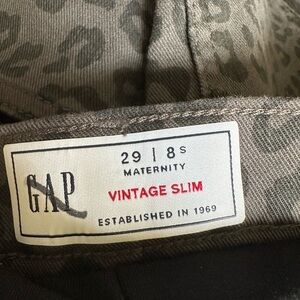 GAP
29 | 8s
MATERNITY
VINTAGE SLIM
ESTABLISHED IN 1969